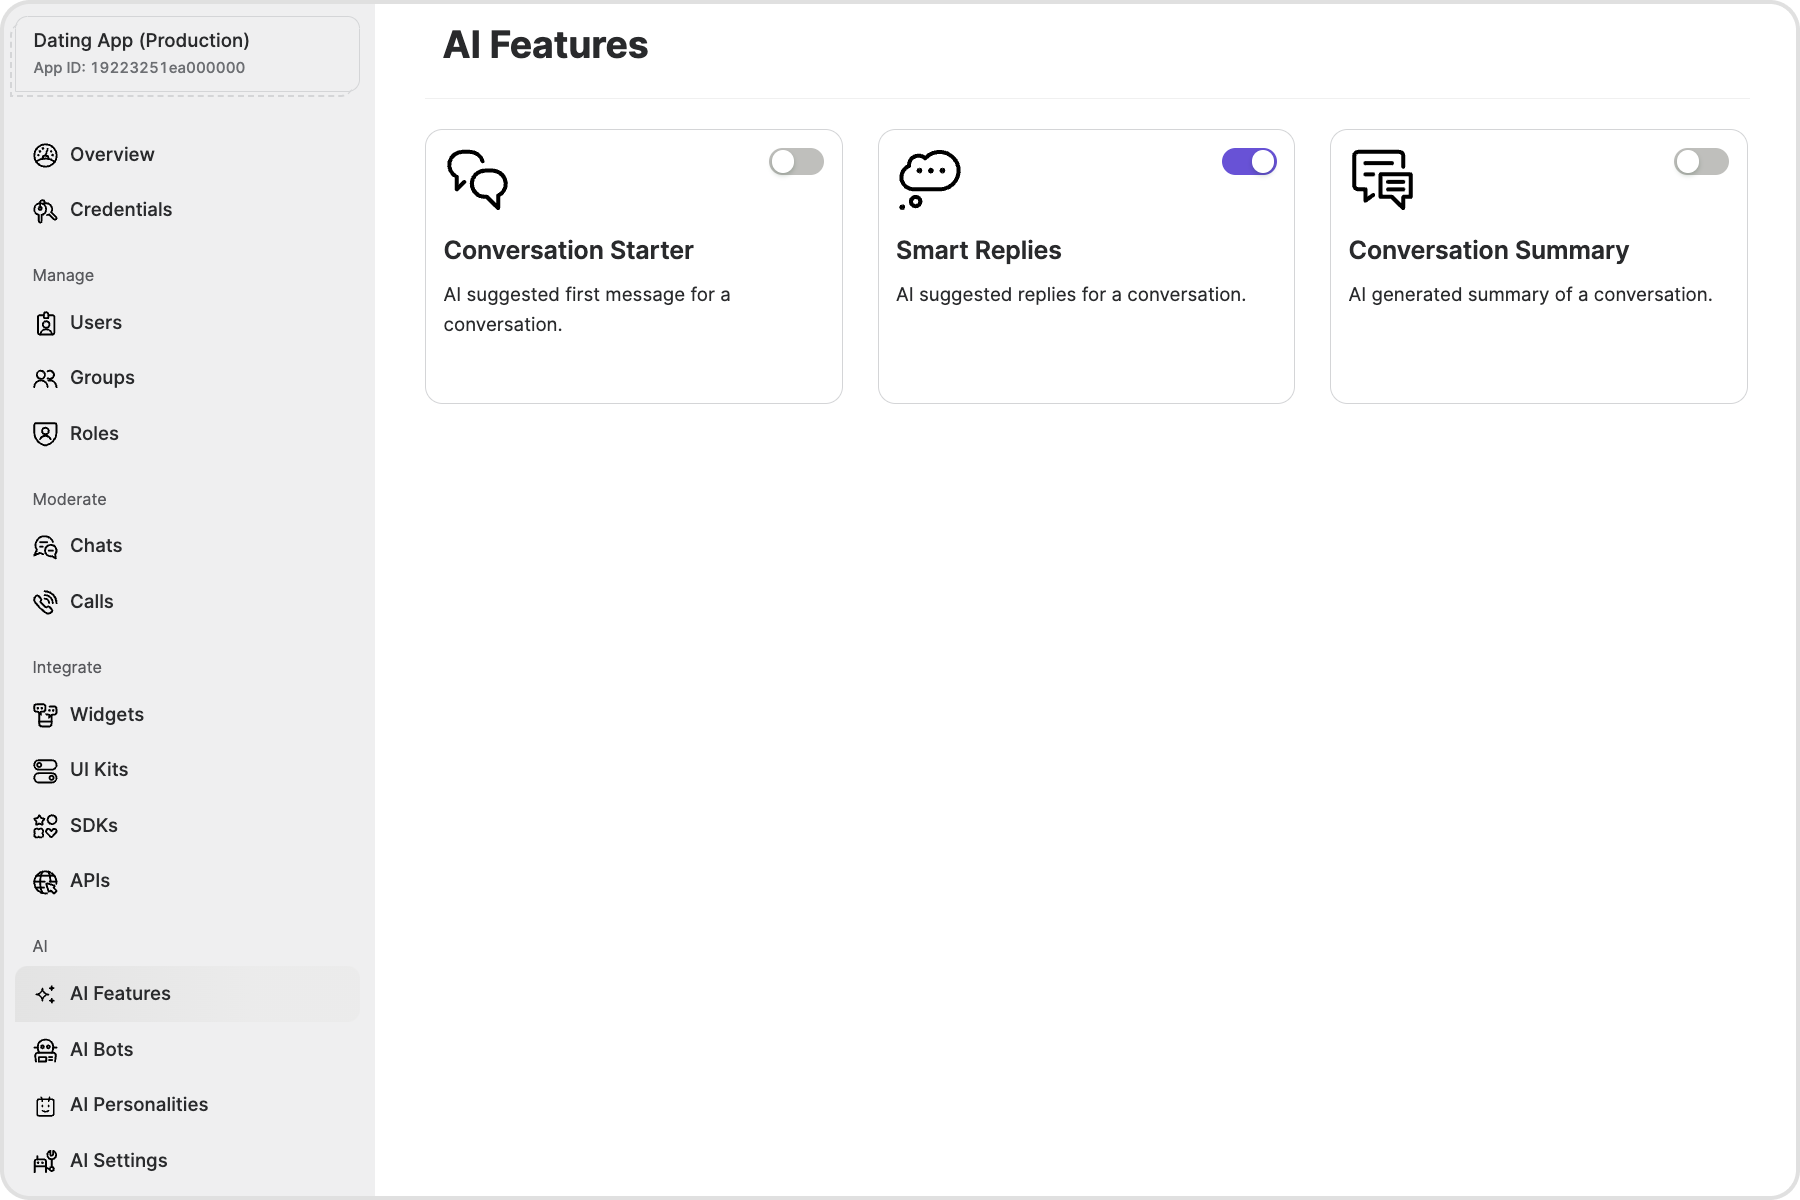 Dating App (Production)
App ID: 19223251ea000000
Overview
Credentials
Manage
Users
Groups
Roles
Moderate
Chats
Calls
Integrate
Widgets
UI Kits
SDKs
APIs
AI
AI Features
AI Bots
AI Personalities
AI Settings
AI Features
Conversation Starter
AI suggested first message for a
conversation.
Smart Replies
AI suggested replies for a conversation.
Conversation Summary
AI generated summary of a conversation.